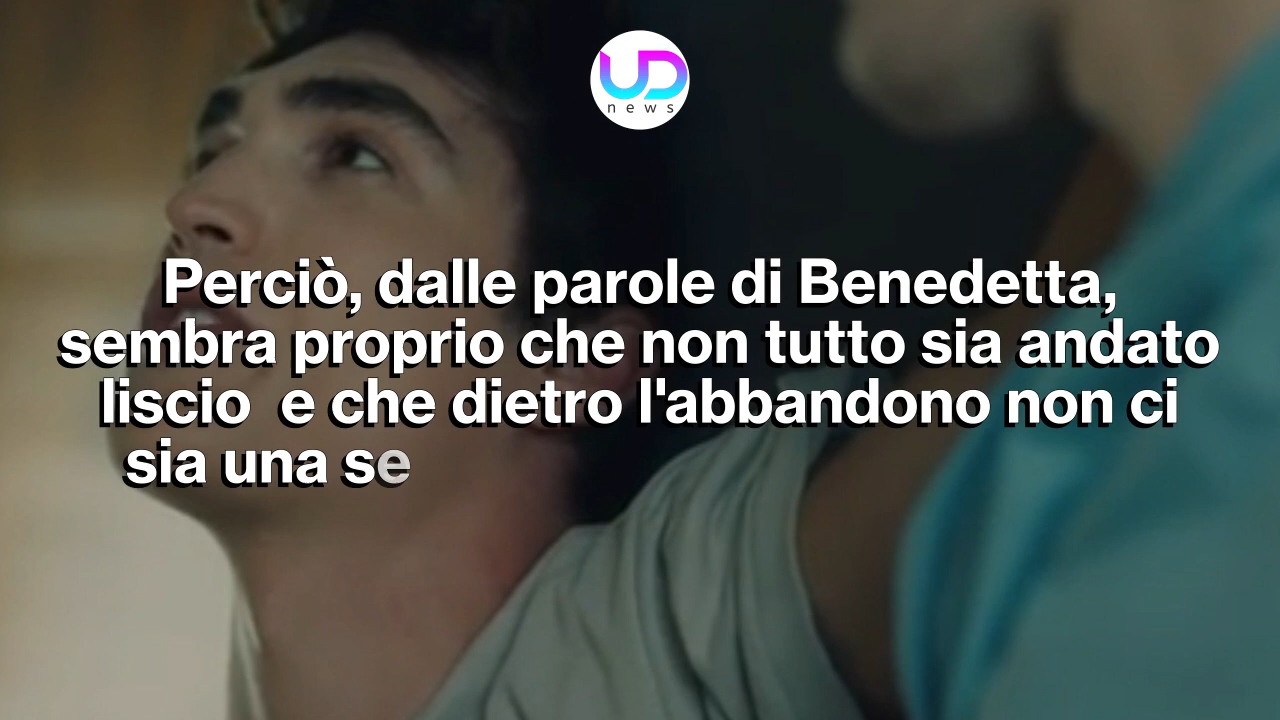 UD
news
Perciò, dalle parole di Benedetta,
sembra proprio che non tutto sia andato
liscio  e che dietro l'abbandono non ci
sia una se